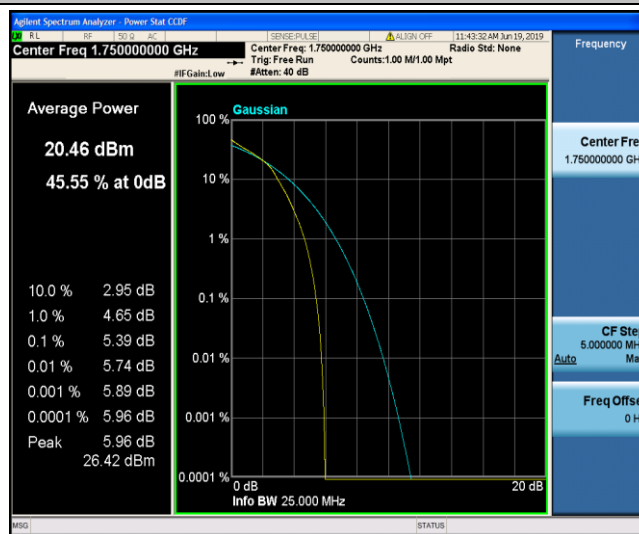 Agilent Spectrum Analyzer - Power Stat CCDF
RL RF 50 Ω AC SENSE:PULSE ALIGN OFF 11:43:32 AM Jun 19, 2019
Center Freq 1.750000000 GHz
Center Freq: 1.750000000 GHz Radio Std: None
Trig: Free Run Counts:1.00 M/1.00 Mpt
#IFGain:Low #Atten: 40 dB
Frequency
Average Power
20.46 dBm
45.55 % at 0dB
10.0 % 2.95 dB
1.0 % 4.65 dB
0.1 % 5.39 dB
0.01 % 5.74 dB
0.001 % 5.89 dB
0.0001 % 5.96 dB
Peak 5.96 dB
26.42 dBm
Gaussian
100 %
10 %
1 %
0.1 %
0.01 %
0.001 %
0.0001 %
0 dB 20 dB
Info BW 25.000 MHz
Center Fre
1.750000000 GH
CF Ste
5.000000 MH
Auto Ma
Freq Offse
0 H
MSG STATUS